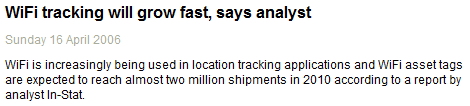 WiFi tracking will grow fast, says analyst
Sunday 16 April 2006
WiFi is increasingly being used in location tracking applications and WiFi asset tags
are expected to reach almost two million shipments in 2010 according to a report by
analyst In-Stat.